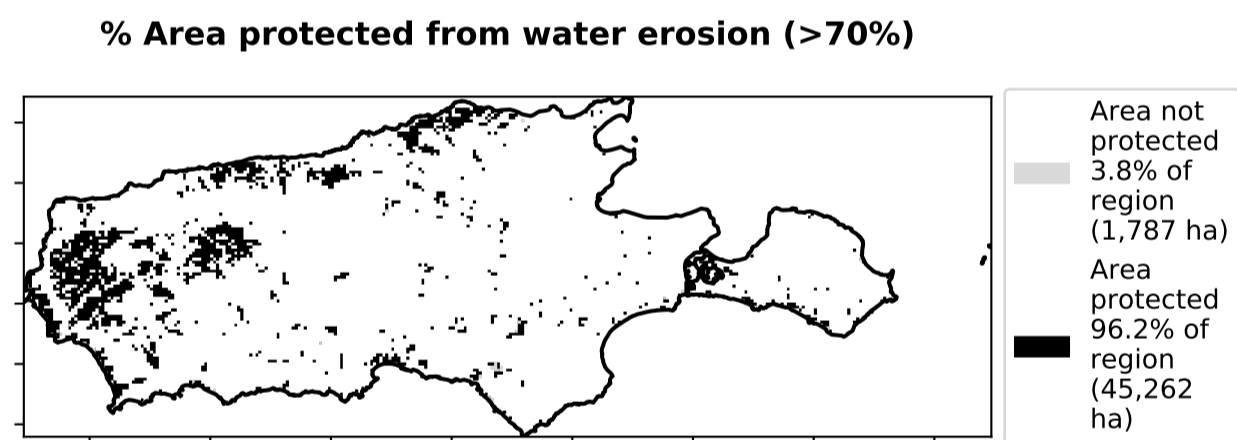 % Area protected from water erosion (>70%)
Area not
protected
3.8% of
region
(1,787 ha)
Area
protected
96.2% of
region
(45,262
ha)